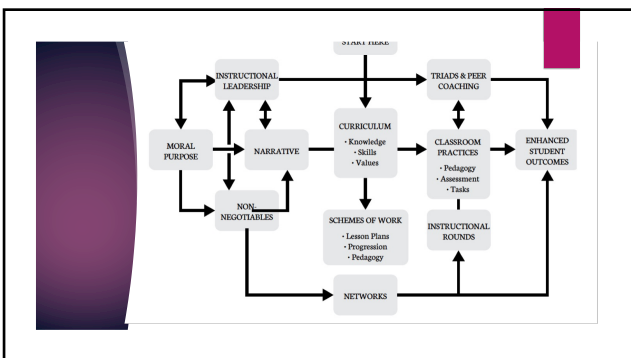 START HERE
INSTRUCTIONAL
LEADERSHIP
TRIADS & PEER
COACHING
MORAL
PURPOSE
NARRATIVE
CURRICULUM
• Knowledge
• Skills
• Values
CLASSROOM
PRACTICES
• Pedagogy
• Assessment
• Tasks
ENHANCED
STUDENT
OUTCOMES
NON-
NEGOTIABLES
SCHEMES OF WORK
• Lesson Plans
• Progression
• Pedagogy
INSTRUCTIONAL
ROUNDS
NETWORKS